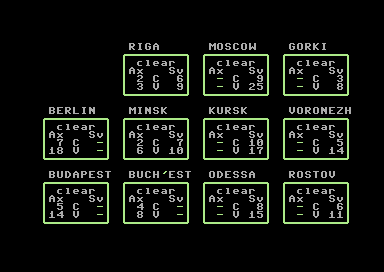 RIGA MOSCOW GORKI
clear clear clear
Ax Sv Ax Sv Ax Sv
2 C 6 - C 9 - C 3
3 V 9 - V 25 - V 8
BERLIN MINSK KURSK VORONEZH
clear clear clear clear
Ax Sv Ax Sv Ax Sv Ax Sv
7 C - 2 C 7 - C 10 - C 5
18 V - 6 V 10 - V 17 - V 14
BUDAPEST BUCH'EST ODESSA ROSTOV
clear clear clear clear
Ax Sv Ax Sv Ax Sv Ax Sv
5 C - 4 C - - C 8 - C 6
14 V - 8 V - - V 15 - V 11